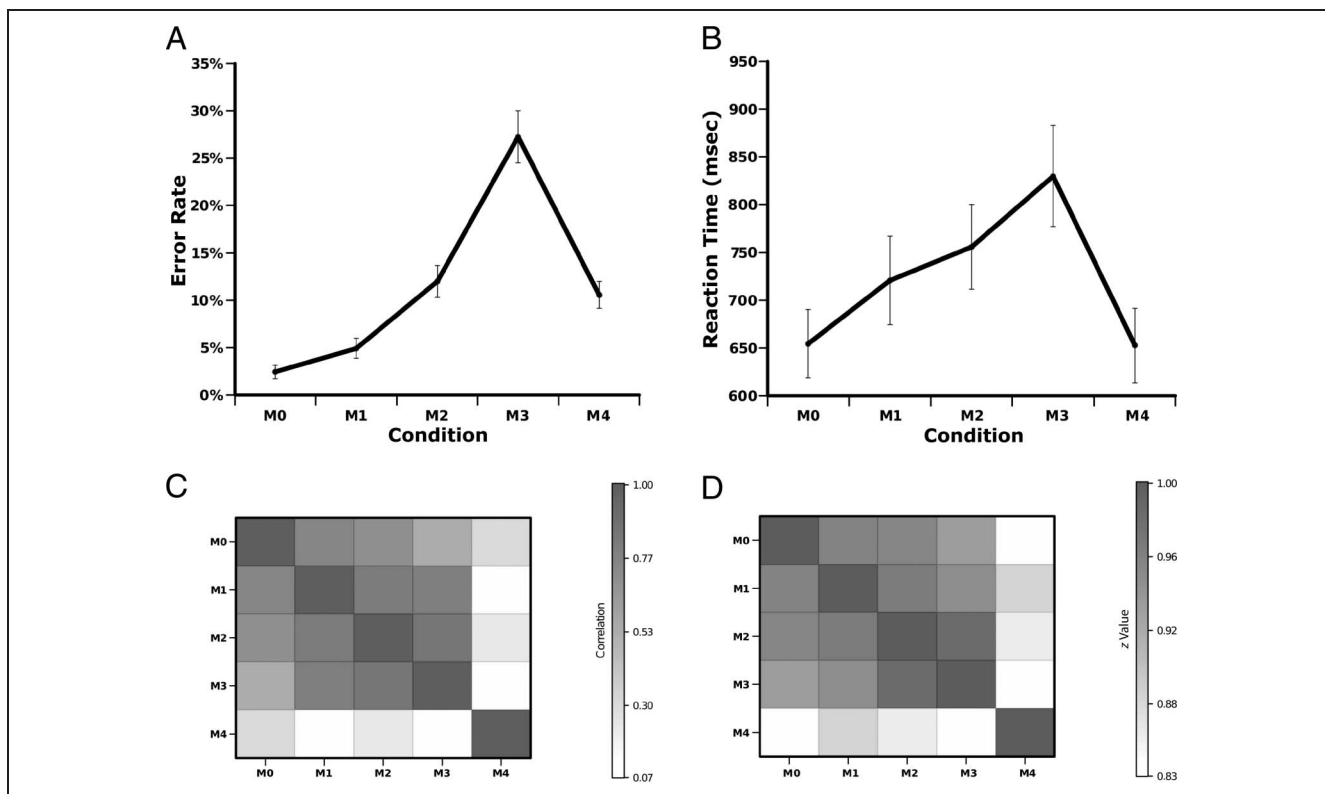 A
35%
30%
25%
20%
15%
10%
5%
0%
Error Rate
M0 M1 M2 M3 M4
Condition
B
950
900
850
800
750
700
650
600
Reaction Time (msec)
M0 M1 M2 M3 M4
Condition
C
M0
M1
M2
M3
M4
M0 M1 M2 M3 M4
1.00
0.77
0.53
0.30
0.07
Correlation
D
M0
M1
M2
M3
M4
M0 M1 M2 M3 M4
1.00
0.96
0.92
0.88
0.83
z Value